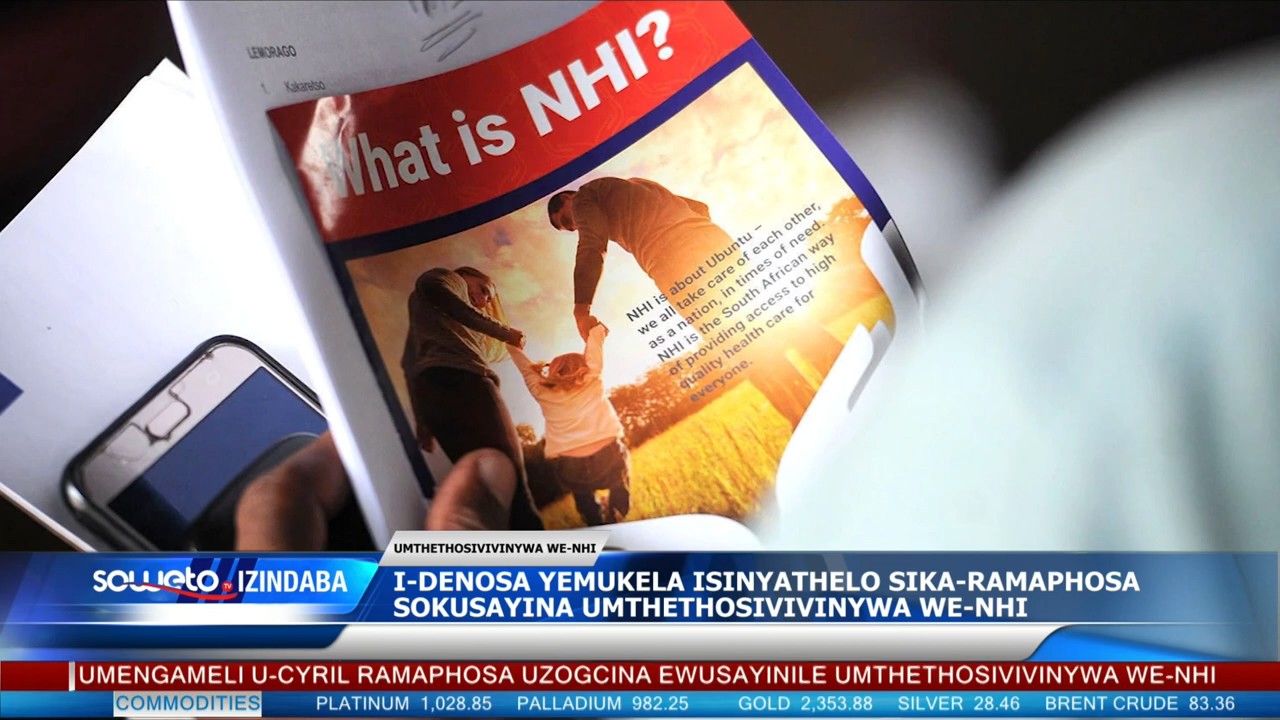 LEMORAGO
1. Kakaretso
What is NHI?
NHI is about Ubuntu –
we all take care of each other,
as a nation, in times of need.
NHI is the South African way
of providing access to high
quality health care for
everyone.
UMTHETHOSIVIVINYWA WE-NHI
soweto TV IZINDABA
I-DENOSA YEMUKELA ISINYATHELO SIKA-RAMAPHOSA
SOKUSAYINA UMTHETHOSIVIVINYWA WE-NHI
UMENGAMELI U-CYRIL RAMAPHOSA UZOGCINA EWUSAYINILE UMTHETHOSIVIVINYWA WE-NHI
COMMODITIES PLATINUM 1,028.85 PALLADIUM 982.25 GOLD 2,353.88 SILVER 28.46 BRENT CRUDE 83.36